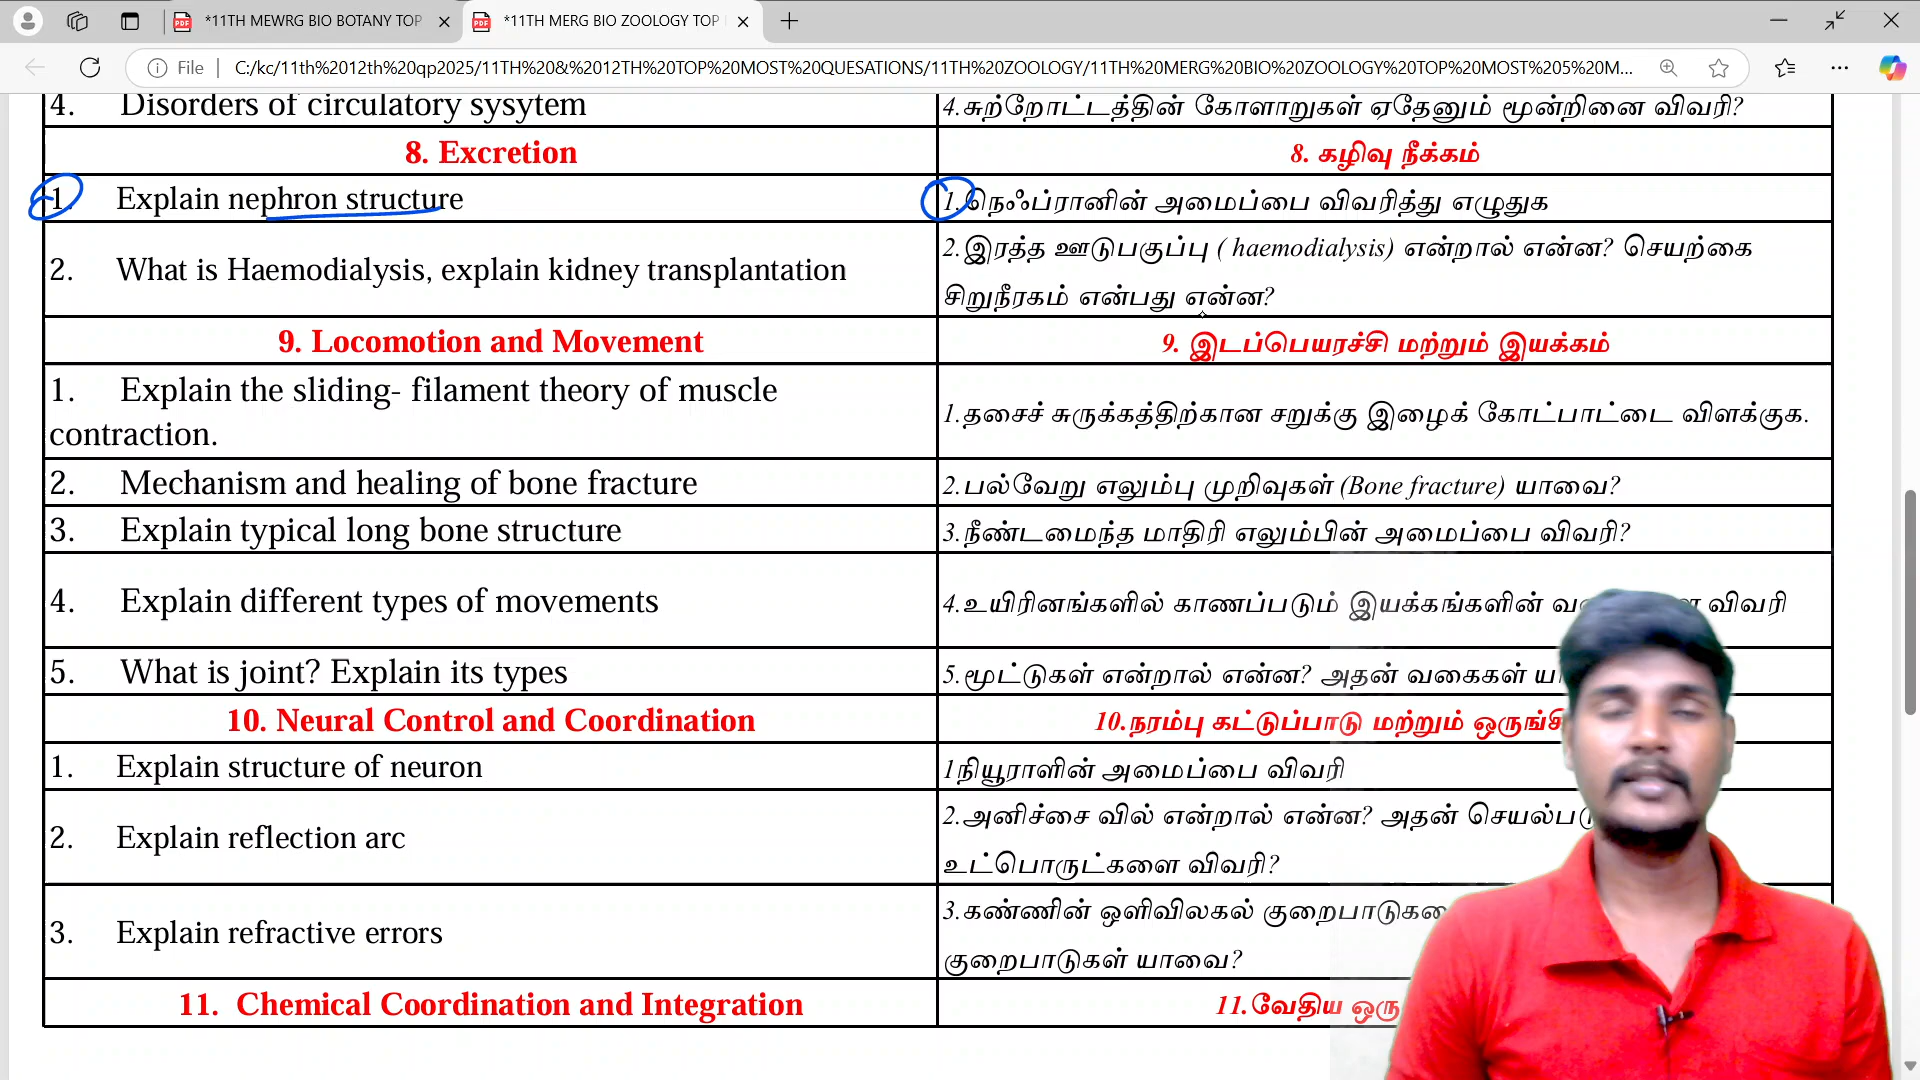 *11TH MEWRG BIO BOTANY TOP
*11TH MERG BIO ZOOLOGY TOP
File
C:/kc/11th%2012th%20qp2025/11TH%20&%2012TH%20TOP%20MOST%20QUESATIONS/11TH%20ZOOLOGY/11TH%20MERG%20BIO%20ZOOLOGY%20TOP%20MOST%205%20M...
4. Disorders of circulatory sysytem
4.சுற்றோட்டத்தின் கோளாறுகள் ஏதேனும் மூன்றினை விவரி?
8. Excretion
8. கழிவு நீக்கம்
1. Explain nephron structure
1.நெஃப்ரானின் அமைப்பை விவரித்து எழுதுக
2. What is Haemodialysis, explain kidney transplantation
2.இரத்த ஊடுபகுப்பு ( haemodialysis) என்றால் என்ன? செயற்கை
சிறுநீரகம் என்பது என்ன?
9. Locomotion and Movement
9. இடப்பெயரச்சி மற்றும் இயக்கம்
1. Explain the sliding- filament theory of muscle
contraction.
1.தசைச் சுருக்கத்திற்கான சறுக்கு இழைக் கோட்பாட்டை விளக்குக.
2. Mechanism and healing of bone fracture
2.பல்வேறு எலும்பு முறிவுகள் (Bone fracture) யாவை?
3. Explain typical long bone structure
3.நீண்டமைந்த மாதிரி எலும்பின் அமைப்பை விவரி?
4. Explain different types of movements
4.உயிரினங்களில் காணப்படும் இயக்கங்களின் விவரி
5. What is joint? Explain its types
5.மூட்டுகள் என்றால் என்ன? அதன் வகைகள்
10. Neural Control and Coordination
10.நரம்பு கட்டுப்பாடு மற்றும்
1. Explain structure of neuron
1நியூராளின் அமைப்பை விவரி
2. Explain reflection arc
2.அனிச்சை வில் என்றால் என்ன? அதன்
உட்பொருட்களை விவரி?
3. Explain refractive errors
3.கண்ணின் ஒளிவிலகல்
குறைபாடுகள் யாவை?
11. Chemical Coordination and Integration
11.வேதிய